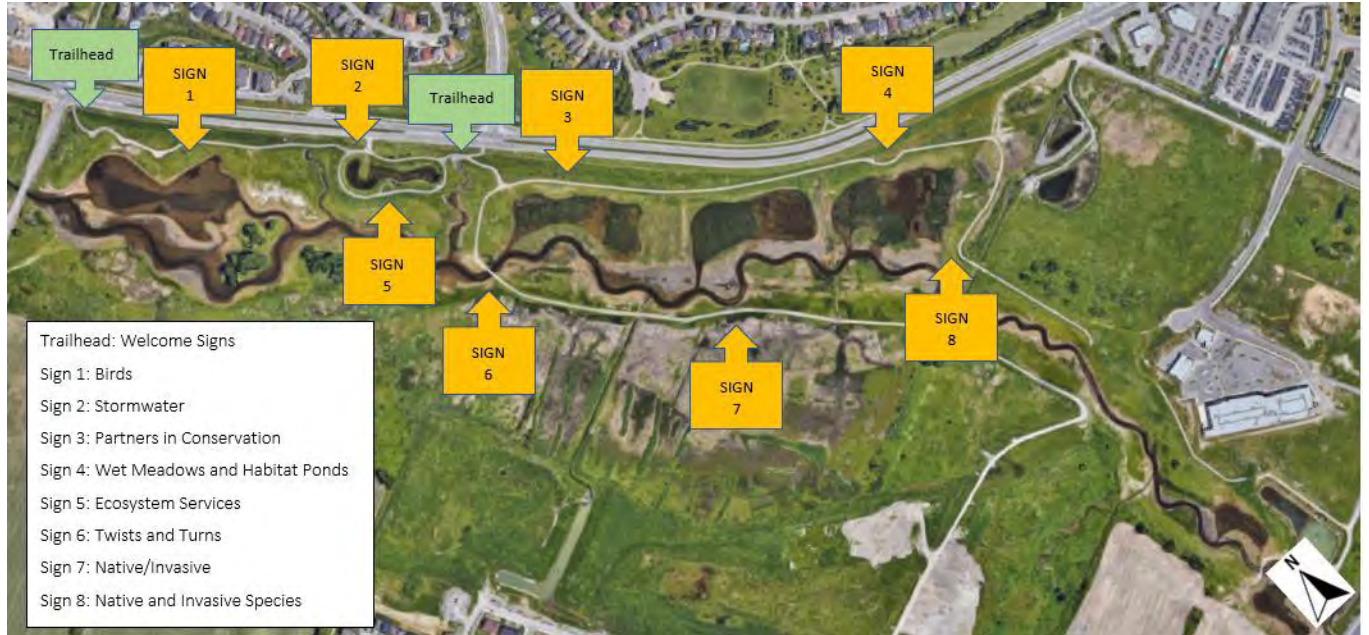 Trailhead
SIGN
1
SIGN
2
Trailhead
SIGN
3
SIGN
4
SIGN
5
SIGN
6
SIGN
7
SIGN
8
Trailhead: Welcome Signs
Sign 1: Birds
Sign 2: Stormwater
Sign 3: Partners in Conservation
Sign 4: Wet Meadows and Habitat Ponds
Sign 5: Ecosystem Services
Sign 6: Twists and Turns
Sign 7: Native/Invasive
Sign 8: Native and Invasive Species
N